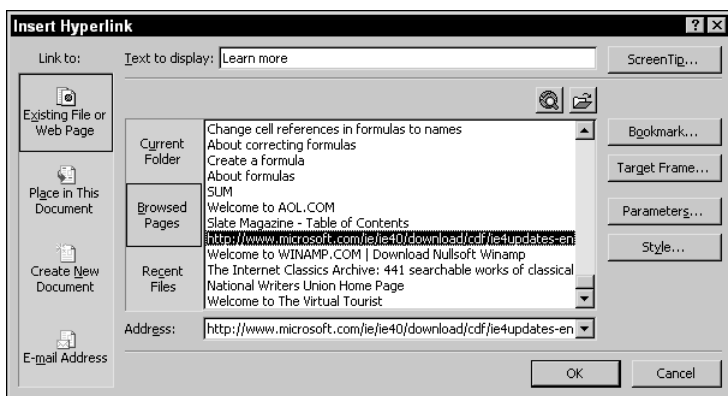 Insert Hyperlink
Link to:
Text to display: Learn more
ScreenTip...
Existing File or
Web Page
Place in This
Document
Create New
Document
E-mail Address
Current
Folder
Browsed
Pages
Recent
Files
Change cell references in formulas to names
About correcting formulas
Create a formula
About formulas
SUM
Welcome to AOL.COM
Slate Magazine - Table of Contents
http://www.microsoft.com/ie/ie40/download/cdf/ie4updates-en
Welcome to WINAMP.COM | Download Nullsoft Winamp
The Internet Classics Archive: 441 searchable works of classical
National Writers Union Home Page
Welcome to The Virtual Tourist
Bookmark...
Target Frame...
Parameters...
Style...
Address: http://www.microsoft.com/ie/ie40/download/cdf/ie4updates-en
OK
Cancel